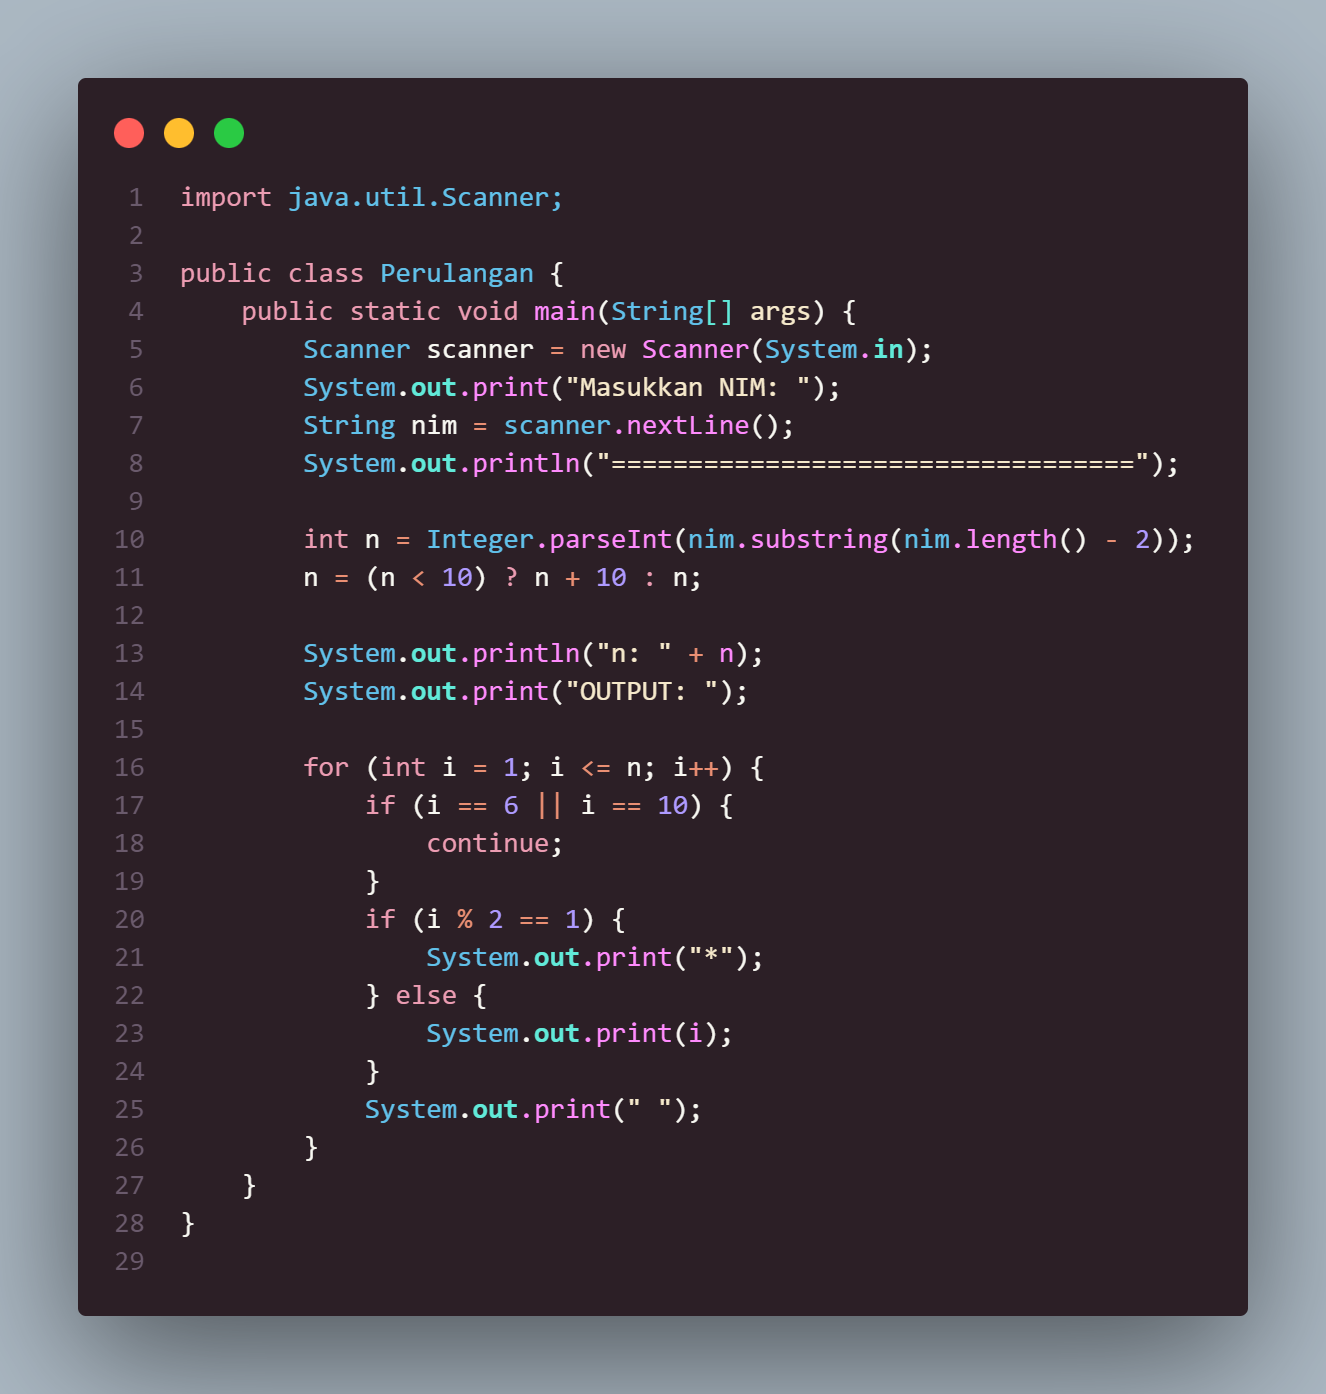 1 import java.util.Scanner;
2
3 public class Perulangan {
4     public static void main(String[] args) {
5         Scanner scanner = new Scanner(System.in);
6         System.out.print("Masukkan NIM: ");
7         String nim = scanner.nextLine();
8         System.out.println("==================================");
9
10         int n = Integer.parseInt(nim.substring(nim.length() - 2));
11         n = (n < 10) ? n + 10 : n;
12
13         System.out.println("n: " + n);
14         System.out.print("OUTPUT: ");
15
16         for (int i = 1; i <= n; i++) {
17             if (i == 6 || i == 10) {
18                 continue;
19             }
20             if (i % 2 == 1) {
21                 System.out.print("*");
22             } else {
23                 System.out.print(i);
24             }
25             System.out.print(" ");
26         }
27     }
28 }
29